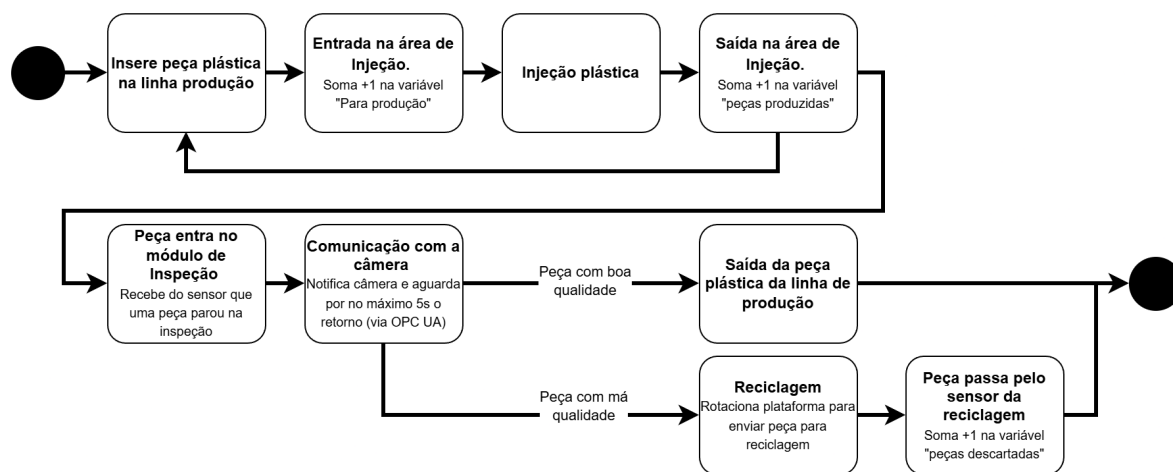 Insere peça plástica
na linha produção
Entrada na área de
Injeção.
Soma +1 na variável
"Para produção"
Injeção plástica
Saída na área de
Injeção.
Soma +1 na variável
"peças produzidas"
Peça entra no
módulo de
Inspeção
Recebe do sensor que
uma peça parou na
inspeção
Comunicação com a
câmera
Notifica câmera e aguarda
por no máximo 5s o
retorno (via OPC UA)
Peça com boa
qualidade
Saída da peça
plástica da linha de
produção
Peça com má
qualidade
Reciclagem
Rotaciona plataforma para
enviar peça para
reciclagem
Peça passa pelo
sensor da
reciclagem
Soma +1 na variável
"peças descartadas"